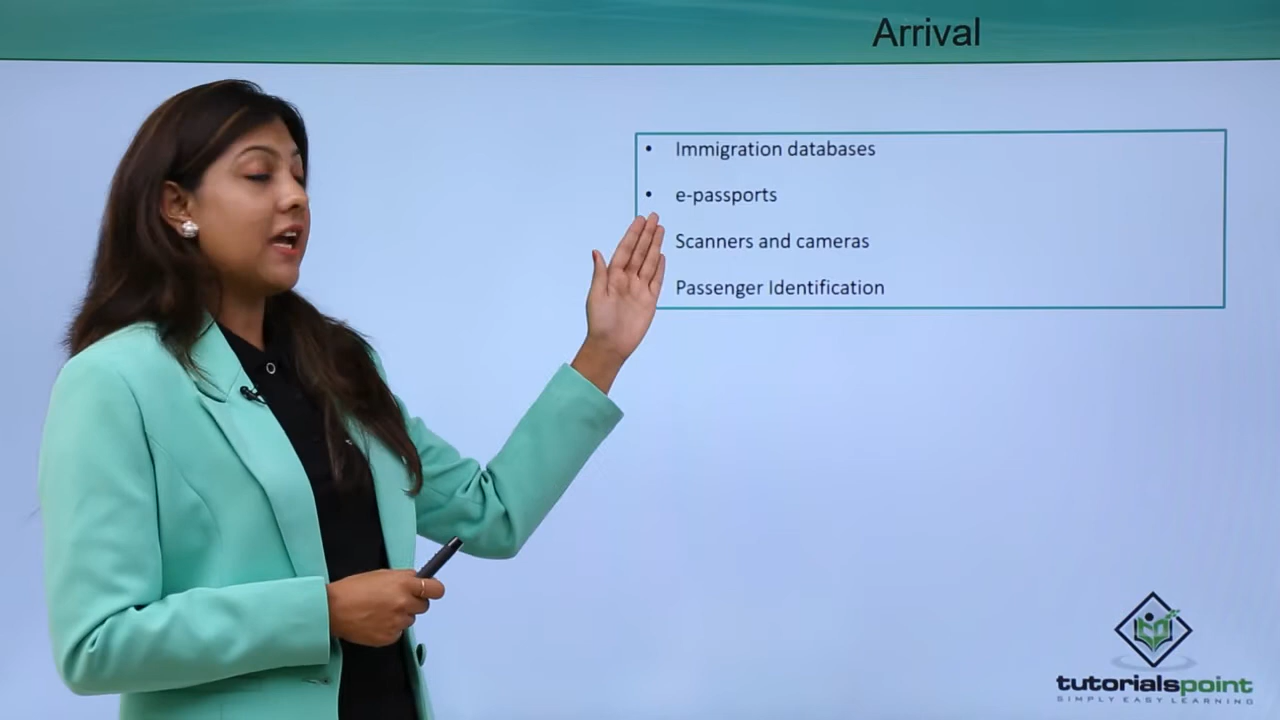 Arrival
• Immigration databases
• e-passports
Scanners and cameras
Passenger Identification
tutorialspoint
SIMPLY EASY LEARNING